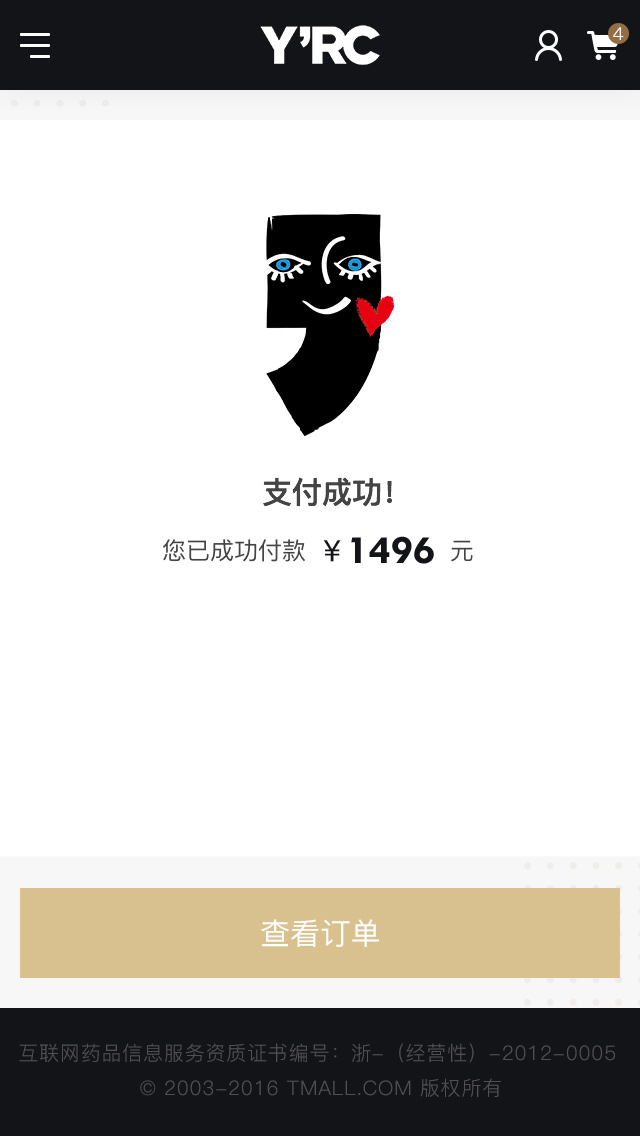 Y'RC
4
支付成功！
您已成功付款 ￥1496 元
查看订单
互联网药品信息服务资质证书编号：浙-（经营性）-2012-0005
© 2003-2016 TMALL.COM 版权所有